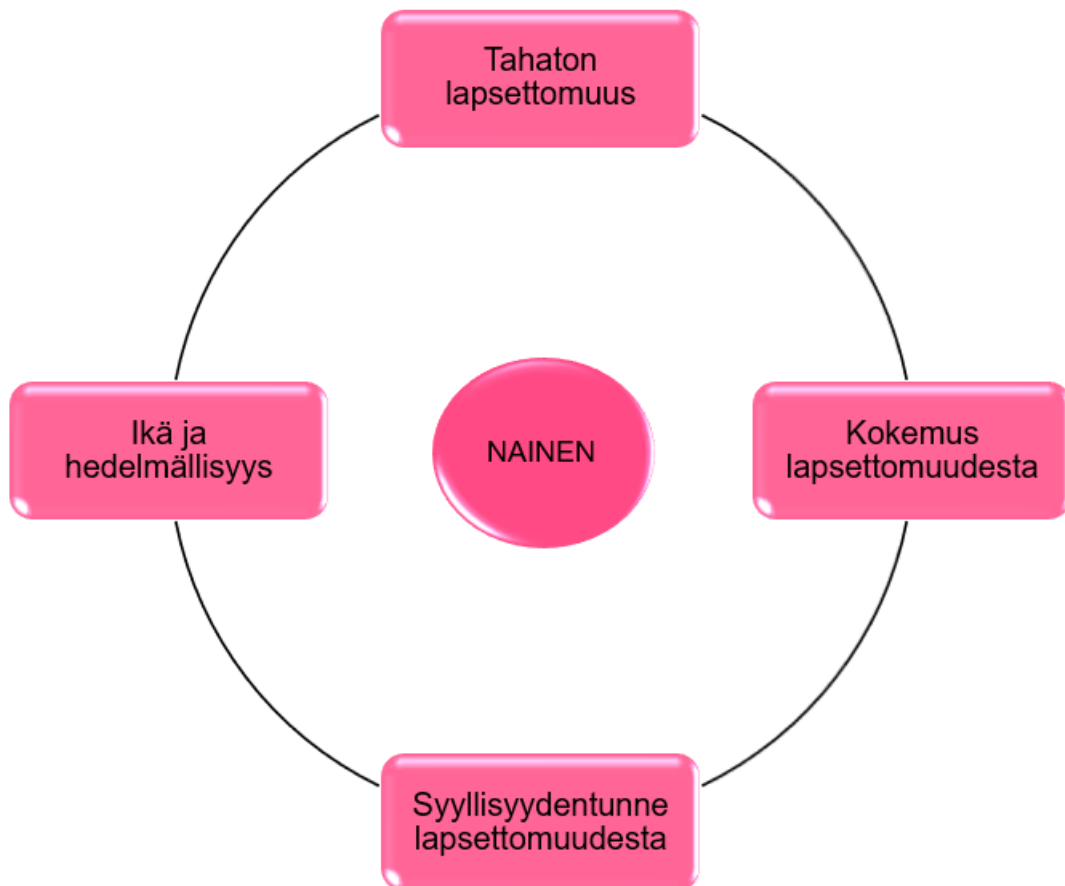 Tahaton
lapsettomuus
Ikä ja
hedelmällisyys
NAINEN
Kokemus
lapsettomuudesta
Syyllisyydentunne
lapsettomuudesta